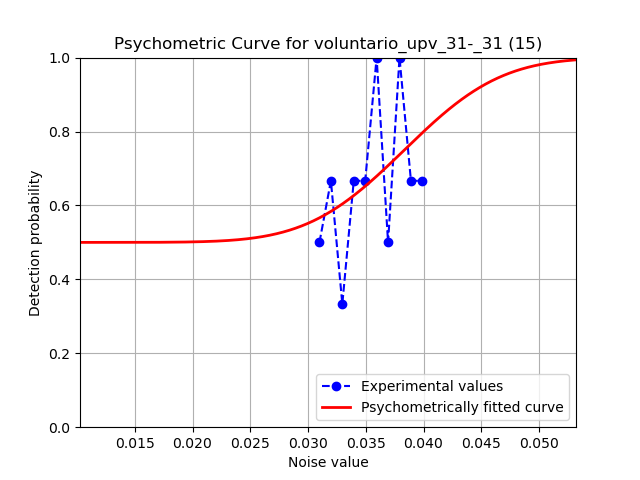 Psychometric Curve for voluntario_upv_31-_31 (15)
1.0
0.8
0.6
0.4
0.2
0.0
Detection probability
0.015 0.020 0.025 0.030 0.035 0.040 0.045 0.050
Noise value
Experimental values
Psychometrically fitted curve